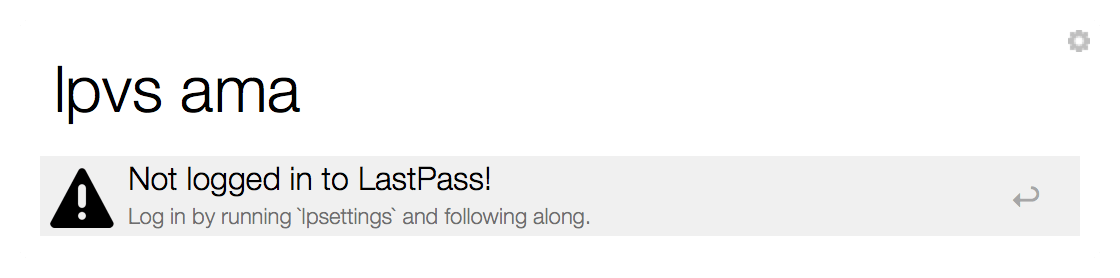 lpvs ama
Not logged in to LastPass!
Log in by running `lpsettings` and following along.